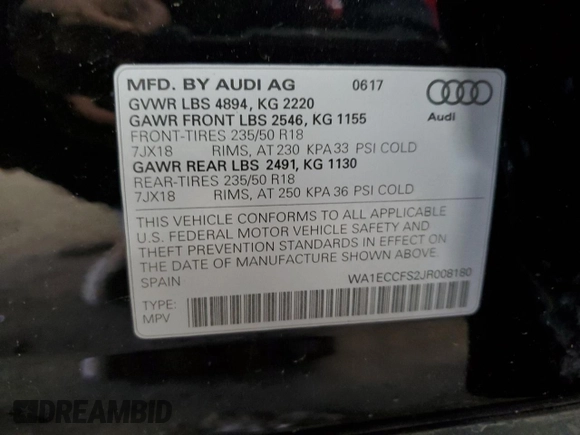 MFD. BY AUDI AG 0617
GVWR LBS 4894, KG 2220
GAWR FRONT LBS 2546, KG 1155
FRONT-TIRES 235/50 R18
7JX18 RIMS, AT 230 KPA 33 PSI COLD
GAWR REAR LBS 2491, KG 1130
REAR-TIRES 235/50 R18
7JX18 RIMS, AT 250 KPA 36 PSI COLD
Audi
THIS VEHICLE CONFORMS TO ALL APPLICABLE
U.S. FEDERAL MOTOR VEHICLE SAFETY AND
THEFT PREVENTION STANDARDS IN EFFECT ON
THE DATE OF MANUFACTURE SHOWN ABOVE.
SPAIN WA1ECCFS2JR008180
TYPE:
MPV
DREAMBID